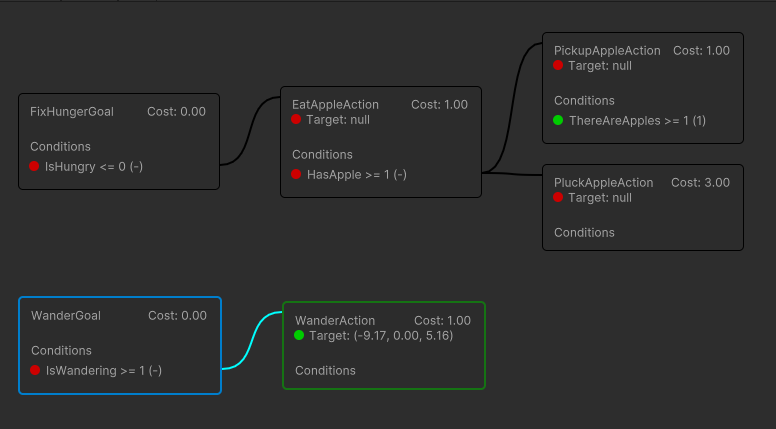 FixHungerGoal Cost: 0.00
Conditions
IsHungry <= 0 (-)
EatAppleAction Cost: 1.00
Target: null
Conditions
HasApple >= 1 (-)
PickupAppleAction Cost: 1.00
Target: null
Conditions
ThereAreApples >= 1 (1)
PluckAppleAction Cost: 3.00
Target: null
Conditions
WanderGoal Cost: 0.00
Conditions
IsWandering >= 1 (-)
WanderAction Cost: 1.00
Target: (-9.17, 0.00, 5.16)
Conditions